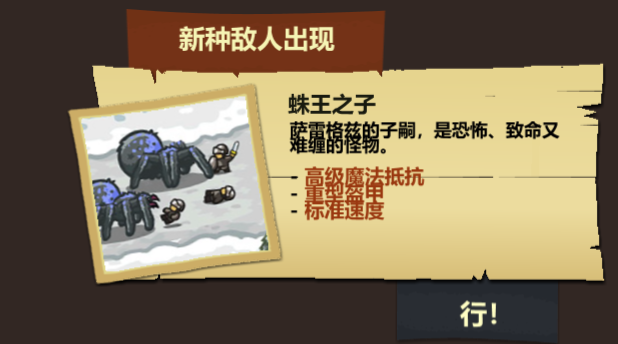 新种敌人出现
蛛王之子
萨雷格兹的子嗣，是恐怖、致命又
难缠的怪物。
- 高级魔法抵抗
- 重型盔甲
- 标准速度
行！